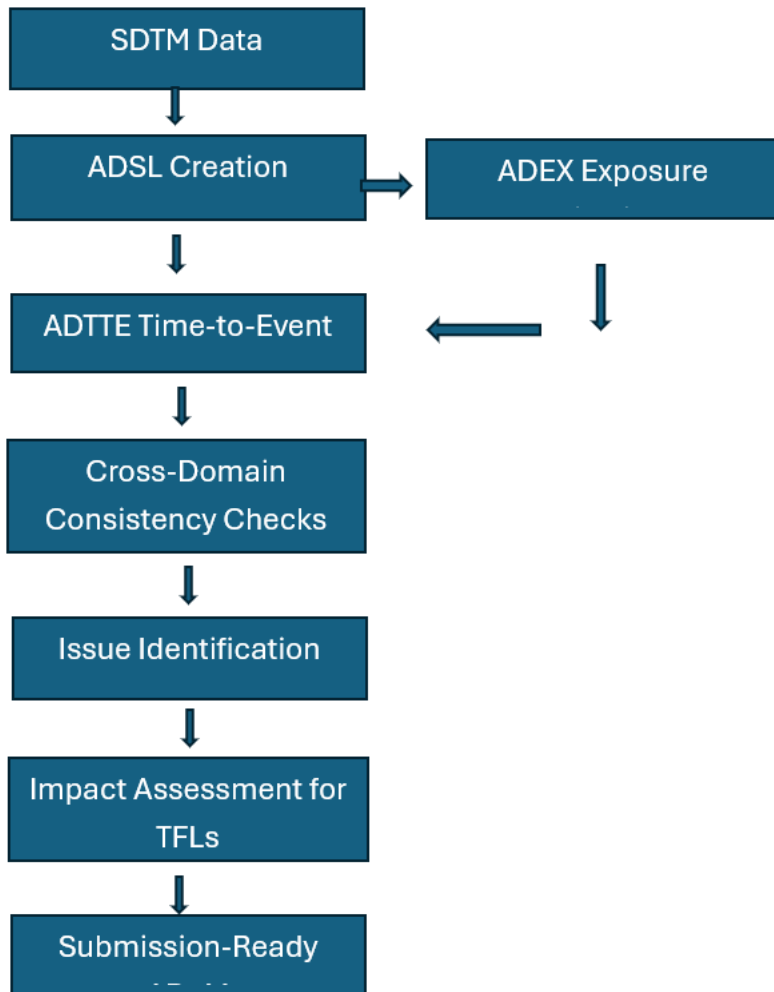 SDTM Data
ADSL Creation
ADEX Exposure
ADTTE Time-to-Event
Cross-Domain
Consistency Checks
Issue Identification
Impact Assessment for
TFLs
Submission-Ready